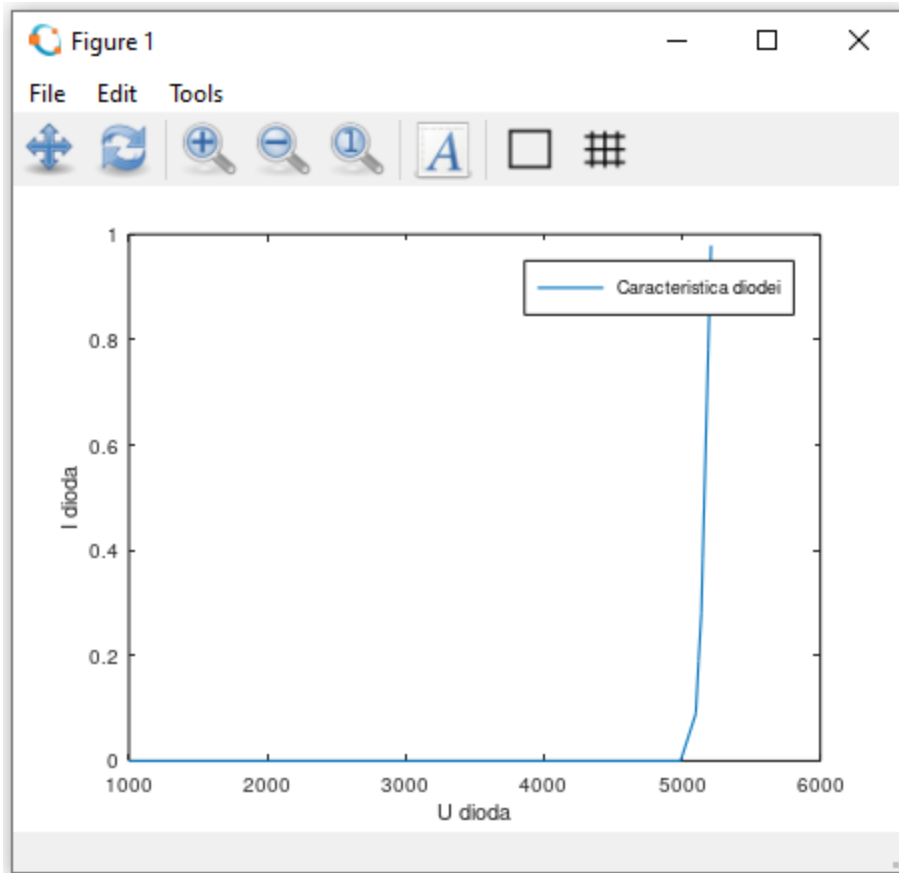 Figure 1
File Edit Tools
A
1
Caracteristica diodei
0.8
0.6
I dioda
0.4
0.2
0
1000 2000 3000 4000 5000 6000
U dioda